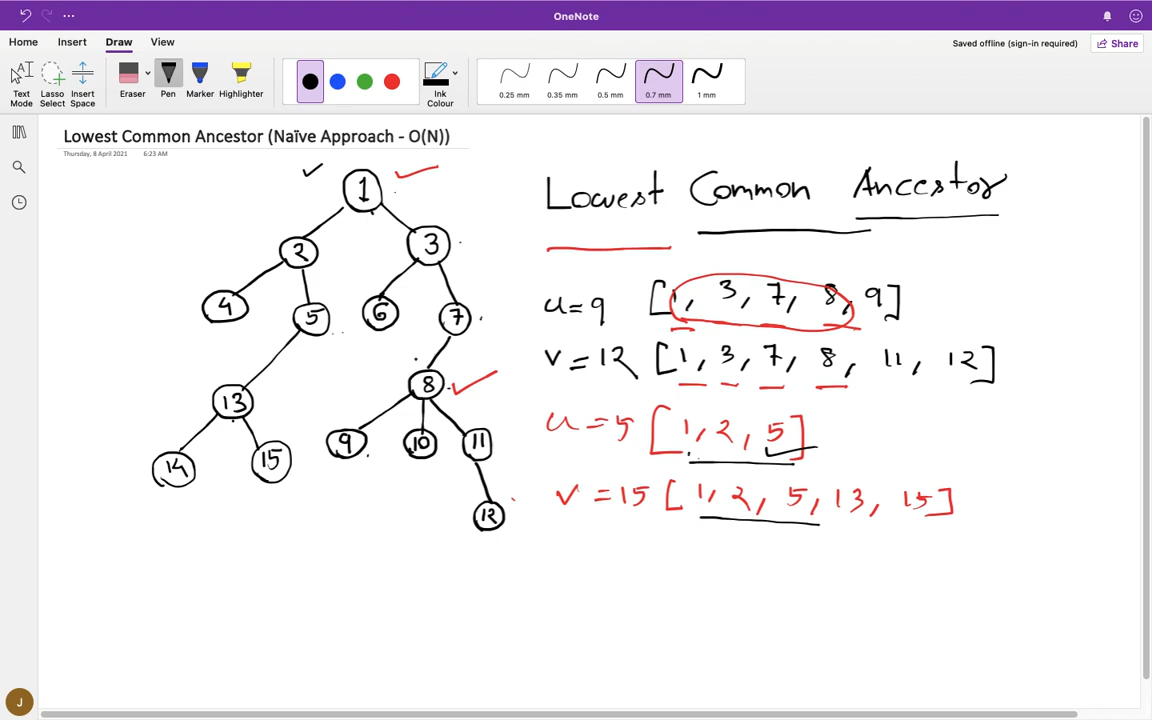 OneNote
Home Insert Draw View
Saved offline (sign-in required) Share
Text Mode
Lasso Select
Insert Space
Eraser
Pen
Marker
Highlighter
Ink Colour
0.25 mm
0.35 mm
0.5 mm
0.7 mm
1 mm
Lowest Common Ancestor (Naïve Approach - O(N))
Thursday, 8 April 2021 6:23 AM
1
2
3
4
5
6
7
8
13
9
10
11
14
15
12
Lowest Common Ancestor
u=9 [1, 3, 7, 8, 9]
v=12 [1, 3, 7, 8, 11, 12]
u=5 [1, 2, 5]
v=15 [1, 2, 5, 13, 15]
J